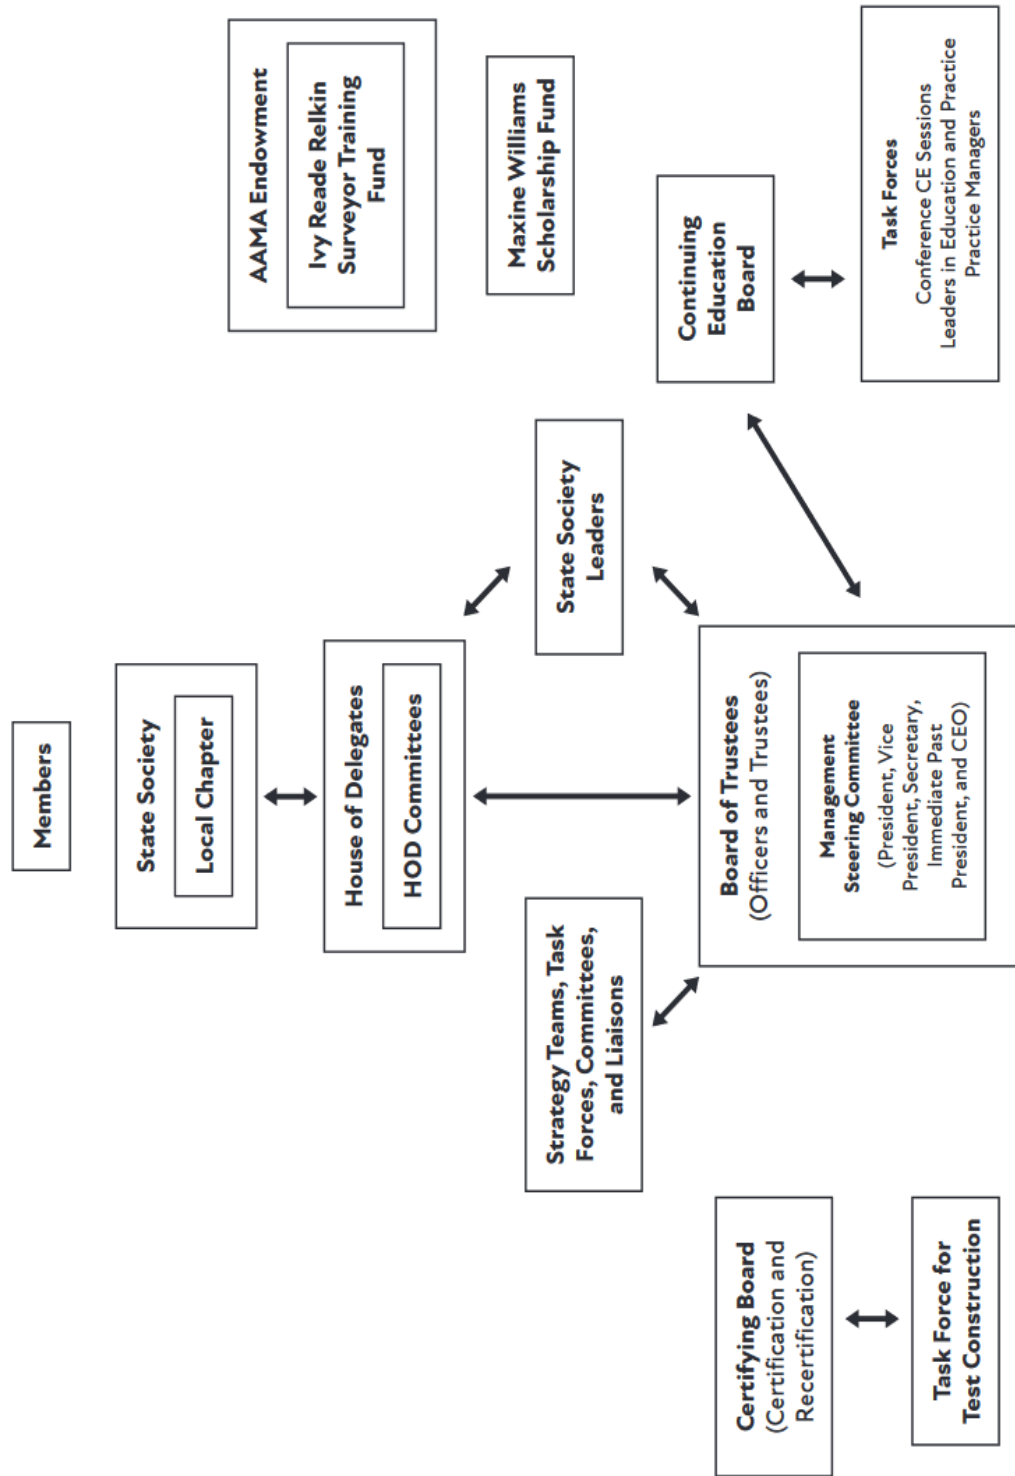 Members
State Society
Local Chapter
House of Delegates
HOD Committees
AAMA Endowment
Ivy Reade Relkin
Surveyor Training
Fund
Maxine Williams
Scholarship Fund
Strategy Teams, Task
Forces, Committees,
and Liaisons
State Society
Leaders
Certifying Board
(Certification and
Recertification)
Board of Trustees
(Officers and Trustees)
Management
Steering Committee
(President, Vice
President, Secretary,
Immediate Past
President, and CEO)
Continuing
Education
Board
Task Force for
Test Construction
Task Forces
Conference CE Sessions
Leaders in Education and Practice
Practice Managers